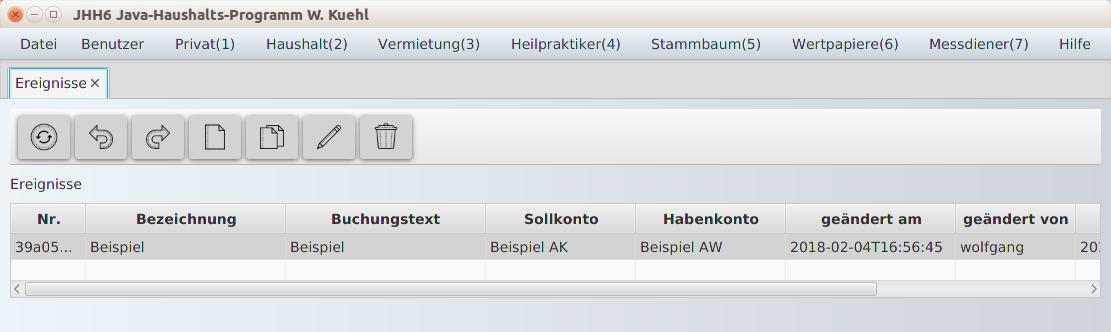 JHH6 Java-Haushalts-Programm W. Kuehl
Datei Benutzer Privat(1) Haushalt(2) Vermietung(3) Heilpraktiker(4) Stammbaum(5) Wertpapiere(6) Messdiener(7) Hilfe
Ereignisse
Ereignisse
Nr. Bezeichnung Buchungstext Sollkonto Habenkonto geändert am geändert von
39a05... Beispiel Beispiel Beispiel AK Beispiel AW 2018-02-04T16:56:45 wolfgang